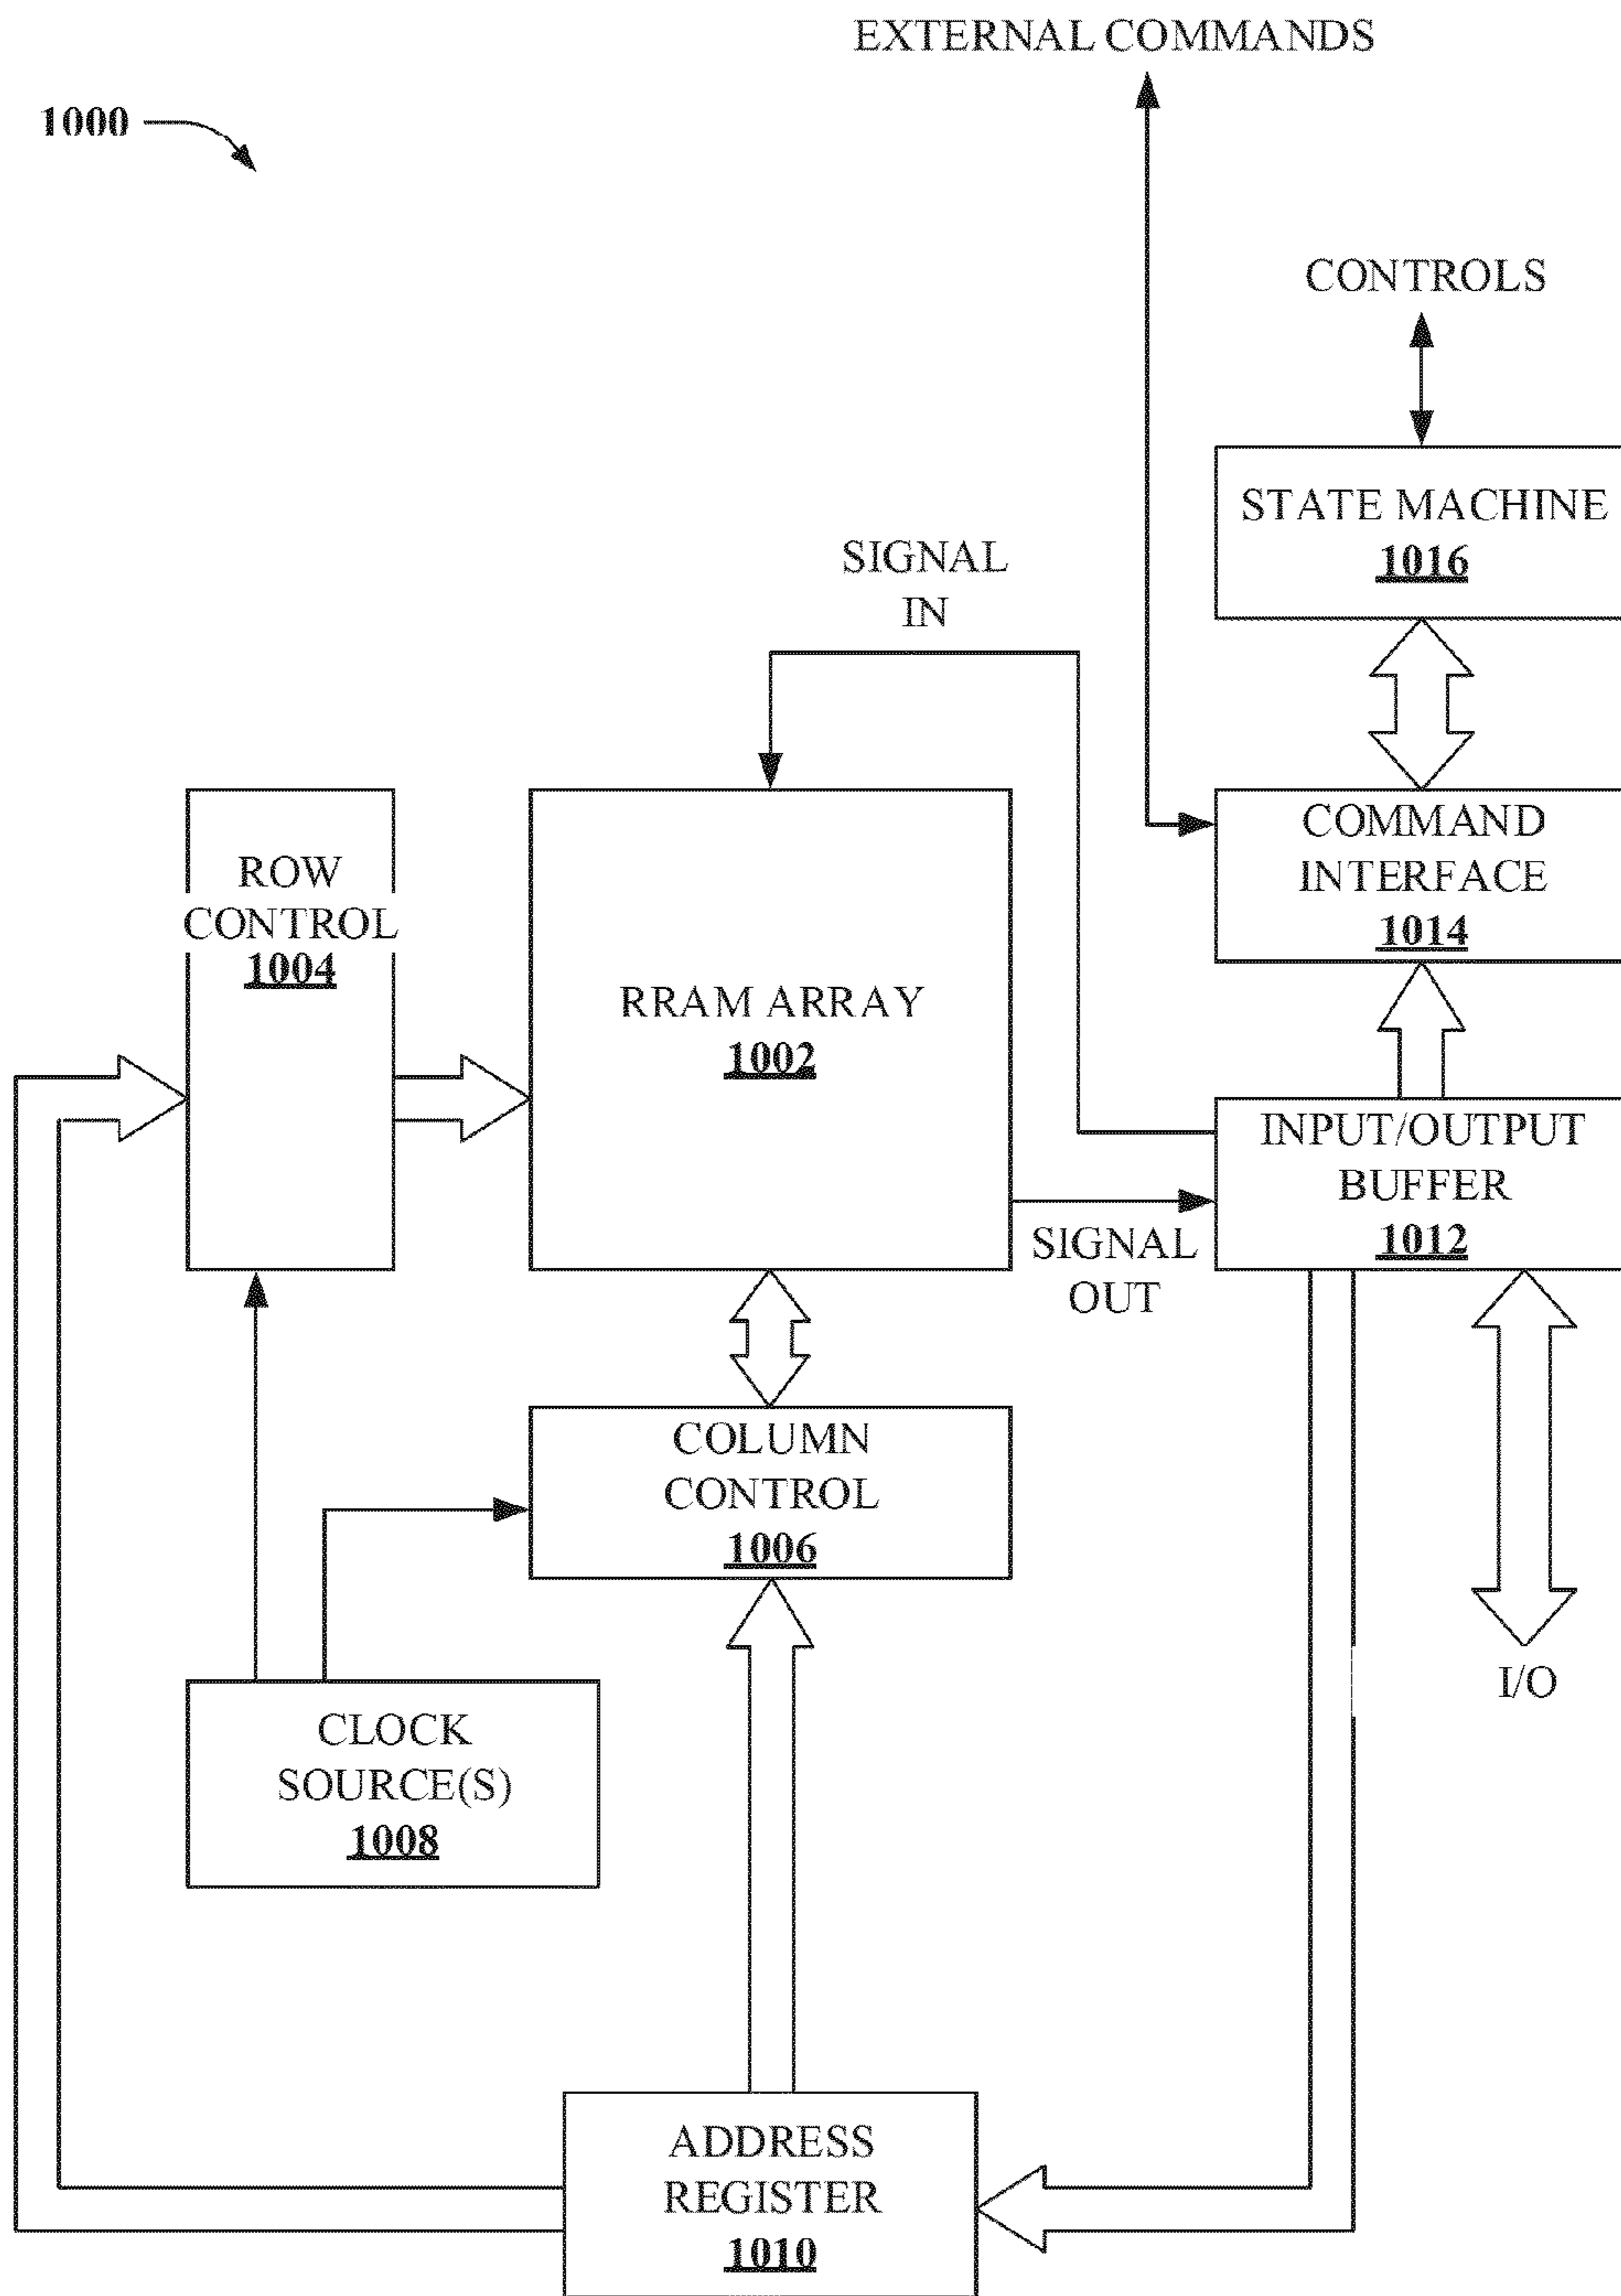 EXTERNAL COMMANDS
1000
CONTROLS
STATE MACHINE
1016
SIGNAL
IN
COMMAND
INTERFACE
1014
ROW
CONTROL
1004
RRAM ARRAY
1002
INPUT/OUTPUT
BUFFER
1012
SIGNAL
OUT
COLUMN
CONTROL
1006
I/O
CLOCK
SOURCE(S)
1008
ADDRESS
REGISTER
1010